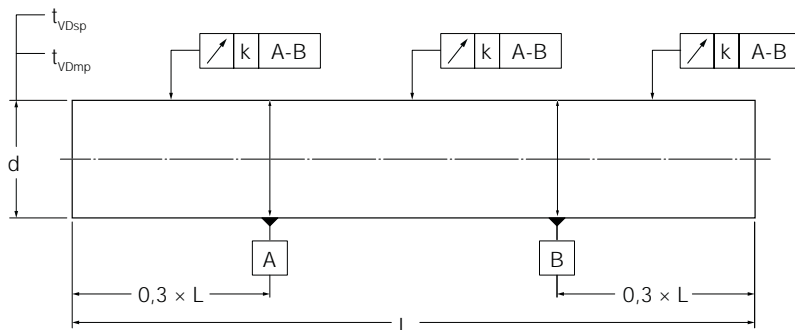 t_VDsp
t_VDmp
↗ k A-B
↗ k A-B
↗ k A-B
d
A
B
0,3 × L
0,3 × L